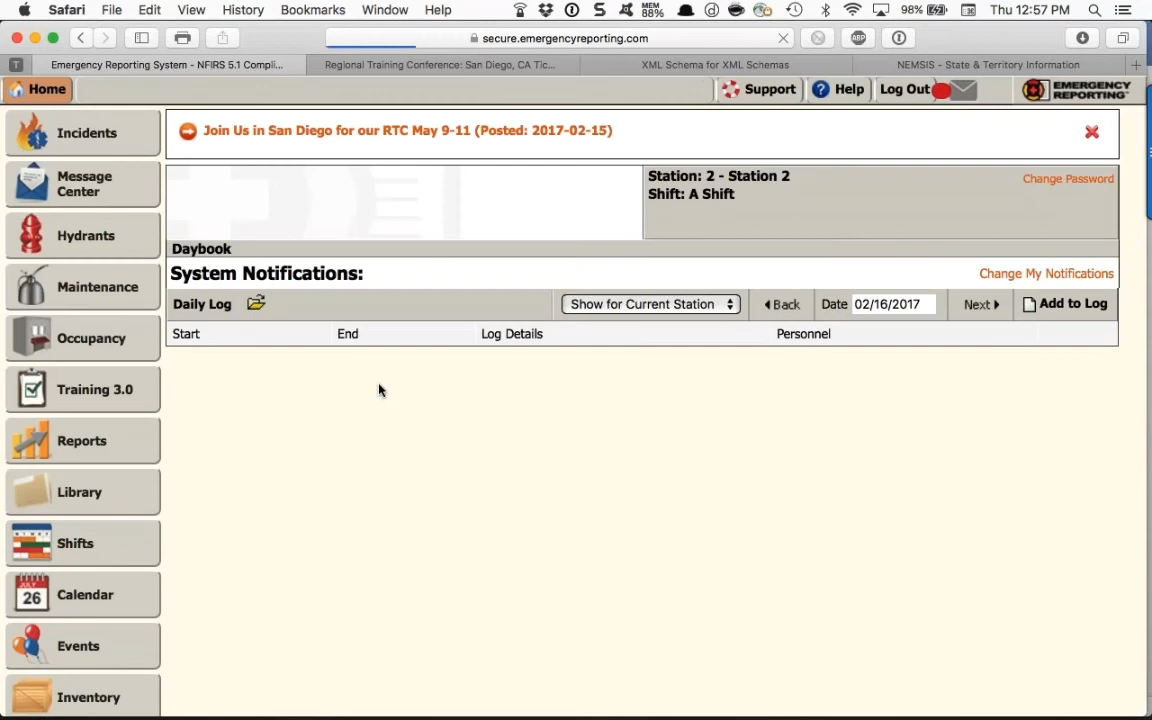 Safari File Edit View History Bookmarks Window Help MEM 88% 98% Thu 12:57 PM
secure.emergencyreporting.com ABP
T Emergency Reporting System - NFIRS 5.1 Compli... Regional Training Conference: San Diego, CA Tic... XML Schema for XML Schemas NEMSIS - State & Territory Information +
Home Support Help Log Out EMERGENCY REPORTING
Incidents
Message Center
Hydrants
Maintenance
Occupancy
Training 3.0
Reports
Library
Shifts
JULY 26 Calendar
Events
Inventory
Join Us in San Diego for our RTC May 9-11 (Posted: 2017-02-15)
Station: 2 - Station 2 Change Password
Shift: A Shift
Daybook
System Notifications: Change My Notifications
Daily Log Show for Current Station Back Date 02/16/2017 Next Add to Log
Start End Log Details Personnel